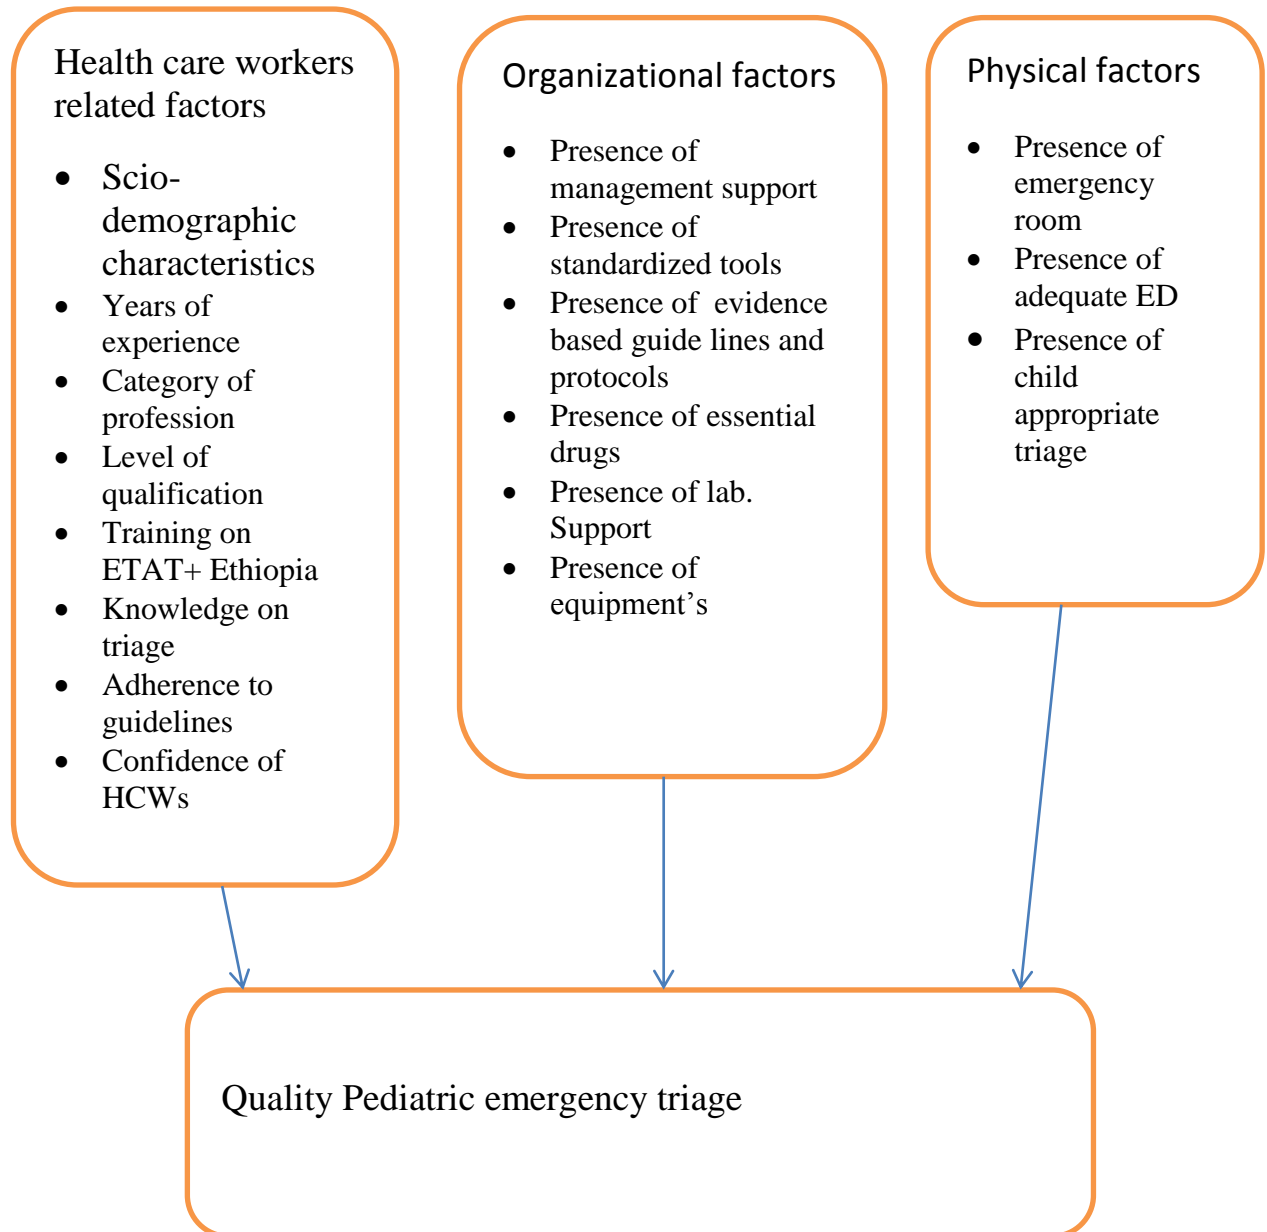 Health care workers
related factors
• Scio-
demographic
characteristics
• Years of
experience
• Category of
profession
• Level of
qualification
• Training on
ETAT+ Ethiopia
• Knowledge on
triage
• Adherence to
guidelines
• Confidence of
HCWs
Organizational factors
• Presence of
management support
• Presence of
standardized tools
• Presence of evidence
based guide lines and
protocols
• Presence of essential
drugs
• Presence of lab.
Support
• Presence of
equipment’s
Physical factors
• Presence of
emergency
room
• Presence of
adequate ED
• Presence of
child
appropriate
triage
Quality Pediatric emergency triage